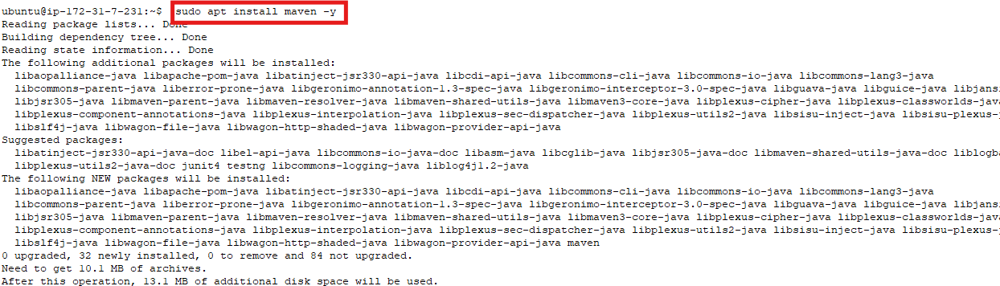 ubuntu@ip-172-31-7-231:~$ sudo apt install maven -y
Reading package lists... Done
Building dependency tree... Done
Reading state information... Done
The following additional packages will be installed:
  libaopalliance-java libapache-pom-java libatinject-jsr330-api-java libcdi-api-java libcommons-cli-java libcommons-io-java libcommons-lang3-java
  libcommons-parent-java liberror-prone-java libgeronimo-annotation-1.3-spec-java libgeronimo-interceptor-3.0-spec-java libguava-java libguice-java libjansi
  libjsr305-java libmaven-parent-java libmaven-resolver-java libmaven-shared-utils-java libmaven3-core-java libplexus-cipher-java libplexus-classworlds-java
  libplexus-component-annotations-java libplexus-interpolation-java libplexus-sec-dispatcher-java libplexus-utils2-java libsisu-inject-java libsisu-plexus-j
  libslf4j-java libwagon-file-java libwagon-http-shaded-java libwagon-provider-api-java
Suggested packages:
  libatinject-jsr330-api-java-doc libel-api-java libcommons-io-java-doc libasm-java libcglib-java libjsr305-java-doc libmaven-shared-utils-java-doc liblogba
  libplexus-utils2-java-doc junit4 testng libcommons-logging-java liblog4j1.2-java
The following NEW packages will be installed:
  libaopalliance-java libapache-pom-java libatinject-jsr330-api-java libcdi-api-java libcommons-cli-java libcommons-io-java libcommons-lang3-java
  libcommons-parent-java liberror-prone-java libgeronimo-annotation-1.3-spec-java libgeronimo-interceptor-3.0-spec-java libguava-java libguice-java libjansi
  libjsr305-java libmaven-parent-java libmaven-resolver-java libmaven-shared-utils-java libmaven3-core-java libplexus-cipher-java libplexus-classworlds-java
  libplexus-component-annotations-java libplexus-interpolation-java libplexus-sec-dispatcher-java libplexus-utils2-java libsisu-inject-java libsisu-plexus-j
  libslf4j-java libwagon-file-java libwagon-http-shaded-java libwagon-provider-api-java maven
0 upgraded, 32 newly installed, 0 to remove and 84 not upgraded.
Need to get 10.1 MB of archives.
After this operation, 13.1 MB of additional disk space will be used.